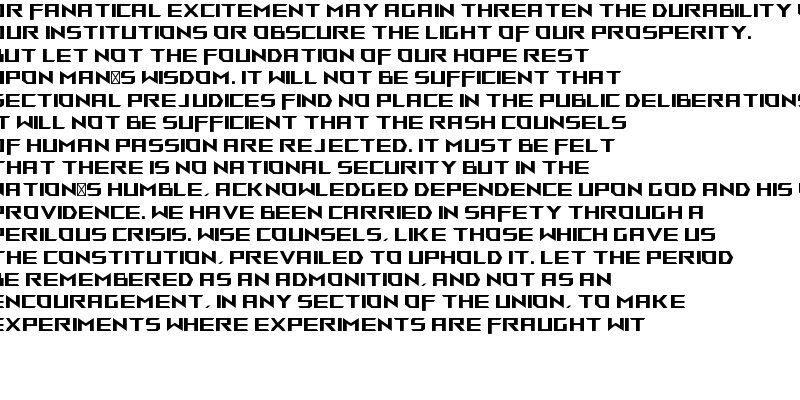 OR FANATICAL EXCITEMENT MAY AGAIN THREATEN THE DURABILITY
OUR INSTITUTIONS OR OBSCURE THE LIGHT OF OUR PROSPERITY.
BUT LET NOT THE FOUNDATION OF OUR HOPE REST
UPON MAN▯S WISDOM. IT WILL NOT BE SUFFICIENT THAT
SECTIONAL PREJUDICES FIND NO PLACE IN THE PUBLIC DELIBERATIONS
IT WILL NOT BE SUFFICIENT THAT THE RASH COUNSELS
OF HUMAN PASSION ARE REJECTED. IT MUST BE FELT
THAT THERE IS NO NATIONAL SECURITY BUT IN THE
NATION▯S HUMBLE, ACKNOWLEDGED DEPENDENCE UPON GOD AND HIS
PROVIDENCE. WE HAVE BEEN CARRIED IN SAFETY THROUGH A
PERILOUS CRISIS. WISE COUNSELS, LIKE THOSE WHICH GAVE US
THE CONSTITUTION, PREVAILED TO UPHOLD IT. LET THE PERIOD
BE REMEMBERED AS AN ADMONITION, AND NOT AS AN
ENCOURAGEMENT, IN ANY SECTION OF THE UNION, TO MAKE
EXPERIMENTS WHERE EXPERIMENTS ARE FRAUGHT WIT